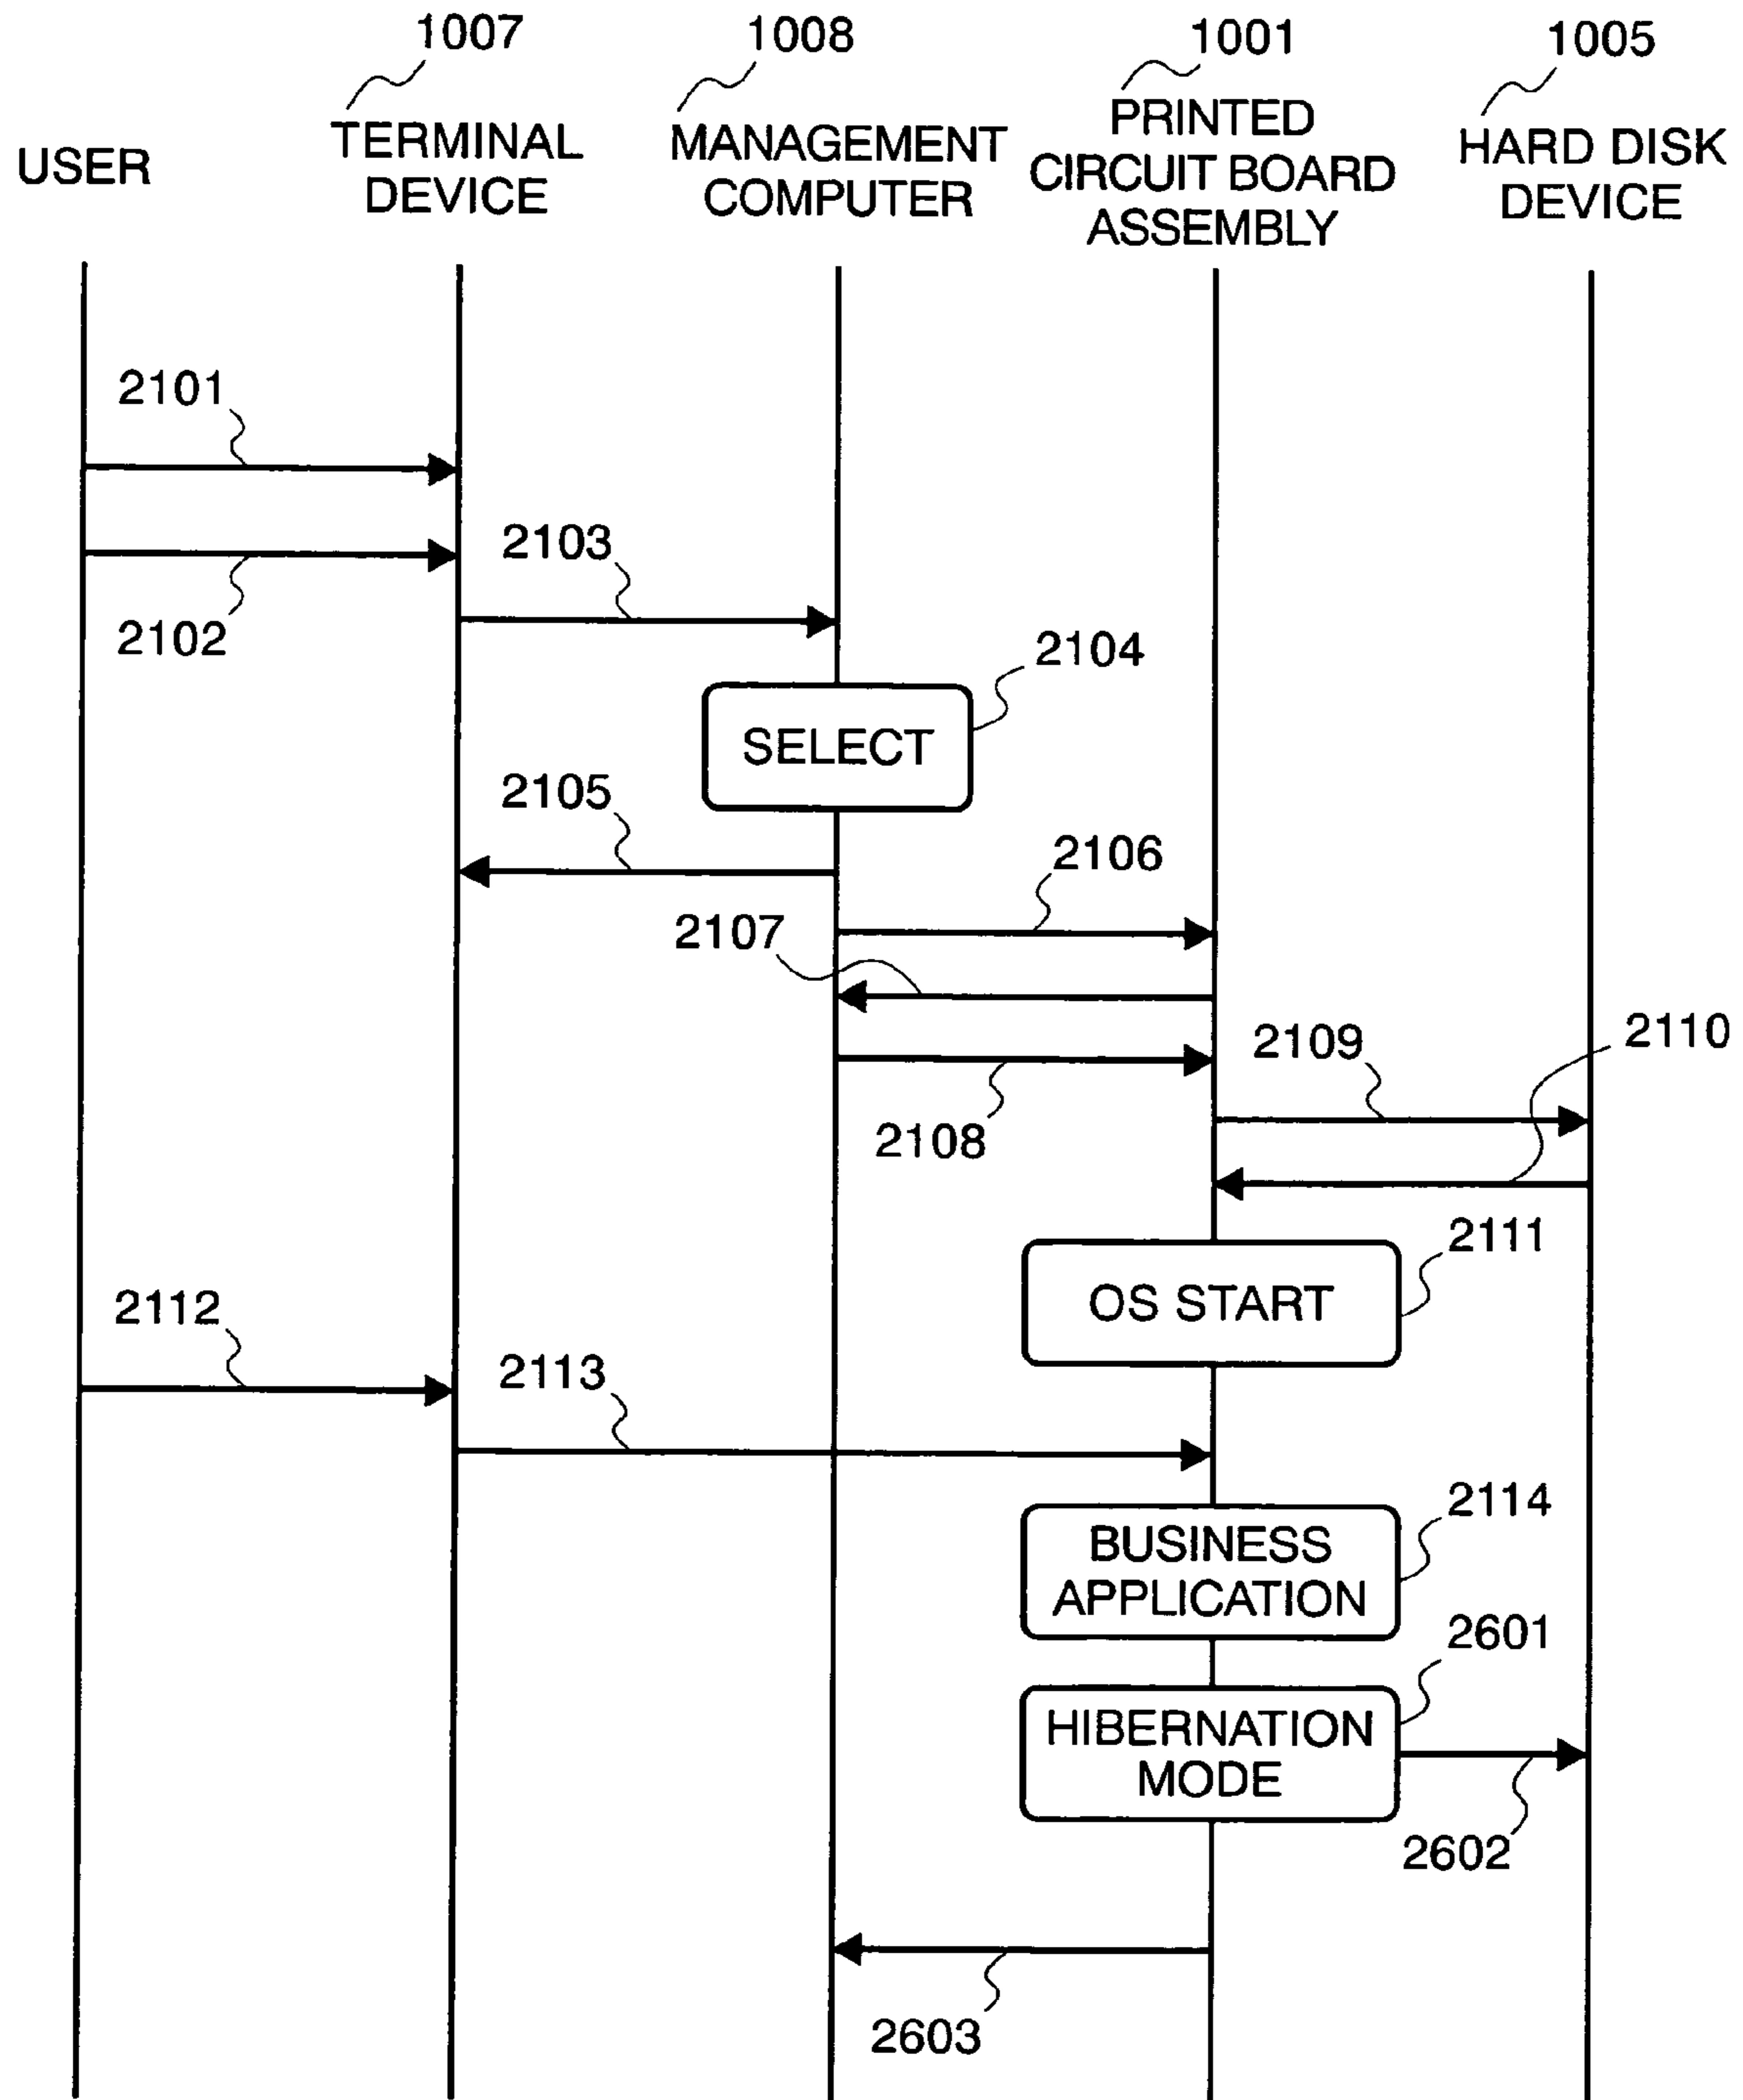 1007
1008
1001
1005
USER
TERMINAL
DEVICE
MANAGEMENT
COMPUTER
PRINTED
CIRCUIT BOARD
ASSEMBLY
HARD DISK
DEVICE
2101
2102
2103
2104
SELECT
2105
2106
2107
2108
2109
2110
2111
OS START
2112
2113
2114
BUSINESS
APPLICATION
2601
HIBERNATION
MODE
2602
2603